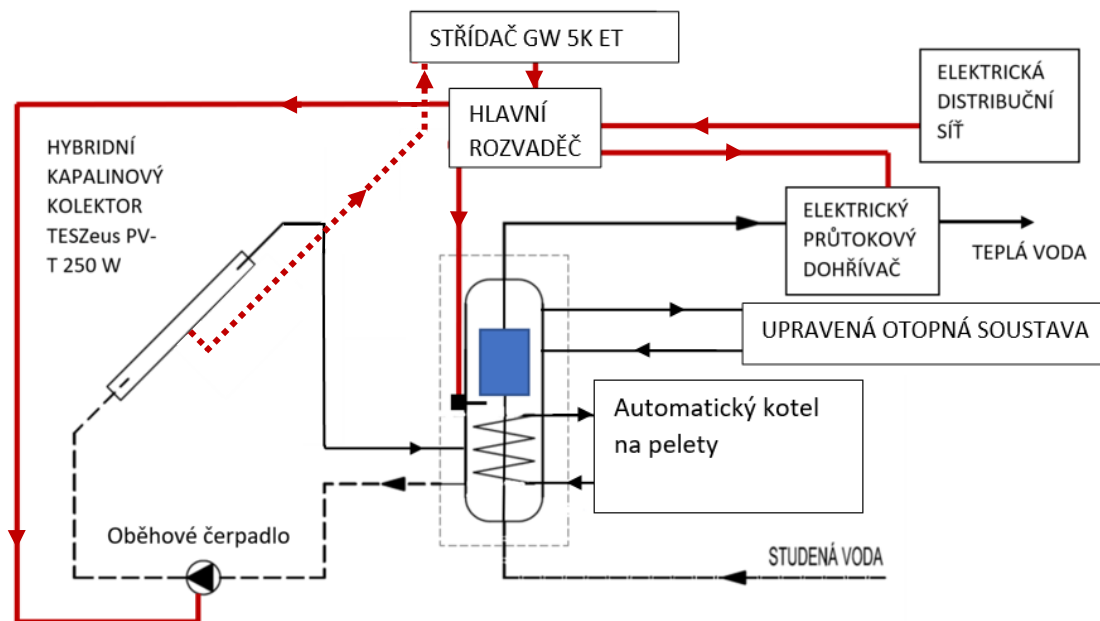 STŘÍDAČ GW 5K ET
HLAVNÍ
ROZVADĚČ
ELEKTRICKÁ
DISTRIBUČNÍ
SÍŤ
HYBRIDNÍ
KAPALINOVÝ
KOLEKTOR
TESZeus PV-
T 250 W
ELEKTRICKÝ
PRŮTOKOVÝ
DOHŘÍVAČ
TEPLÁ VODA
UPRAVENÁ OTOPNÁ SOUSTAVA
Automatický kotel
na pelety
Oběhové čerpadlo
STUDENÁ VODA